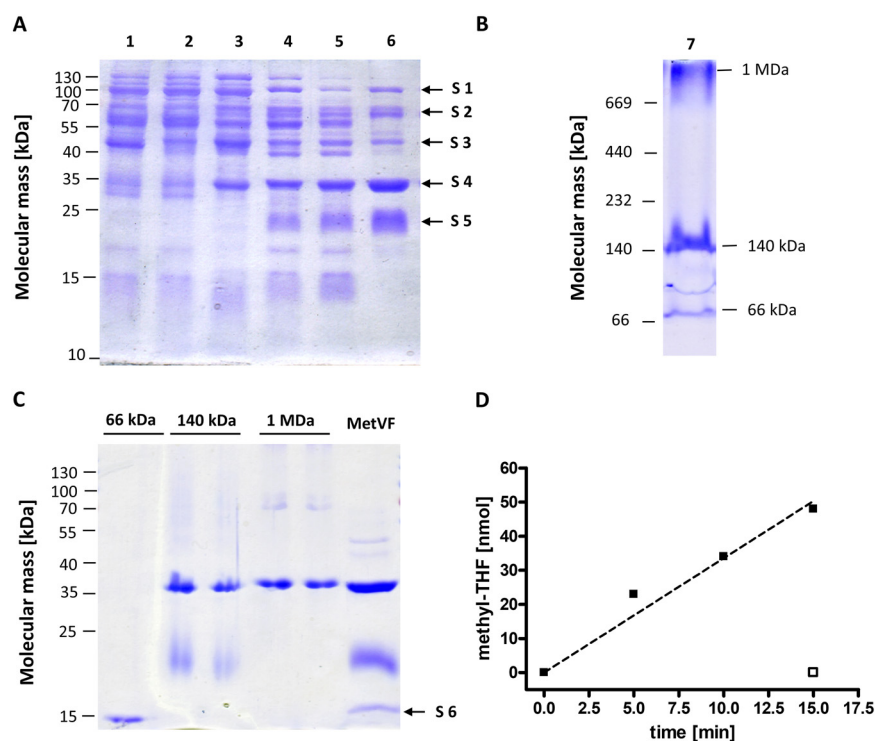 A
1 2 3 4 5 6
Molecular mass [kDa]
130
100
70
55
40
35
25
15
10
S 1
S 2
S 3
S 4
S 5
B
7
Molecular mass [kDa]
669
440
232
140
66
1 MDa
140 kDa
66 kDa
C
66 kDa 140 kDa 1 MDa MetVF
Molecular mass [kDa]
130
100
70
55
40
35
25
15
S 6
D
methyl-THF [nmol]
60
50
40
30
20
10
0
0.0 2.5 5.0 7.5 10.0 12.5 15.0 17.5
time [min]